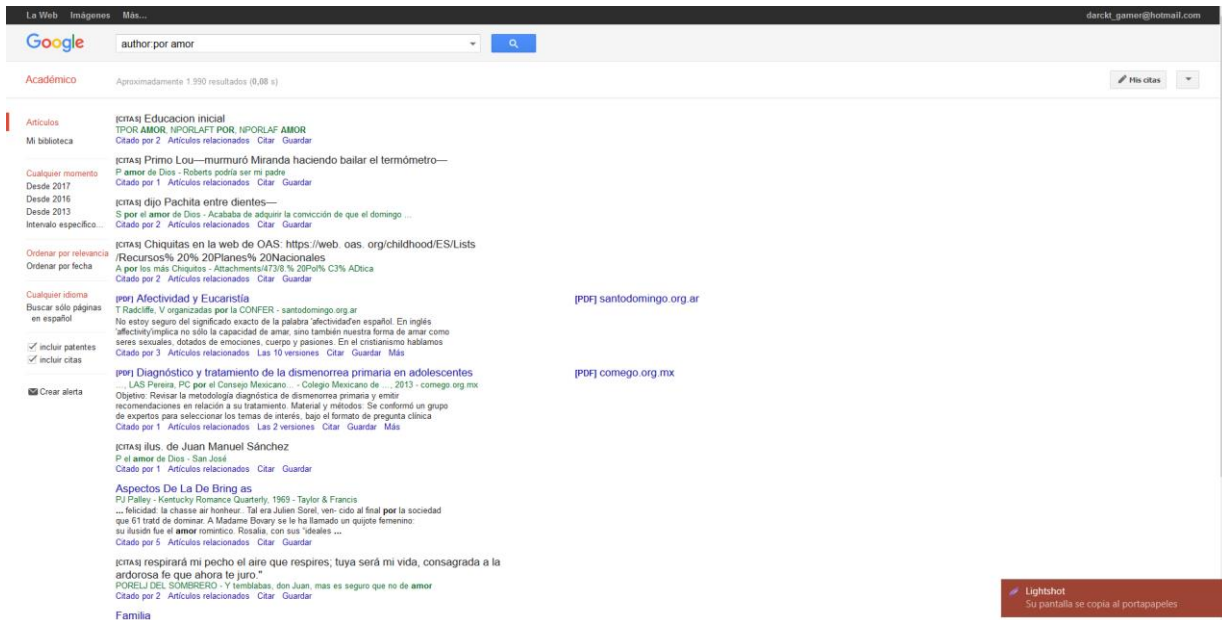 La Web Imágenes Más...
darckt_gamer@hotmail.com
Google
author:por amor
Académico
Aproximadamente 1.990 resultados (0,08 s)
Mis citas
Artículos
Mi biblioteca
Cualquier momento
Desde 2017
Desde 2016
Desde 2013
Intervalo específico...
Ordenar por relevancia
Ordenar por fecha
Cualquier idioma
Buscar sólo páginas
en español
incluir patentes
incluir citas
Crear alerta
[CITAS] Educacion inicial
TPOR AMOR, NPORLAFT POR, NPORLAF AMOR
Citado por 2 Artículos relacionados Citar Guardar
[CITAS] Primo Lou—murmuró Miranda haciendo bailar el termómetro—
P amor de Dios - Roberts podría ser mi padre
Citado por 1 Artículos relacionados Citar Guardar
[CITAS] dijo Pachita entre dientes—
S por el amor de Dios - Acababa de adquirir la convicción de que el domingo ...
Citado por 2 Artículos relacionados Citar Guardar
[CITAS] Chiquitas en la web de OAS: https://web. oas. org/childhood/ES/Lists
/Recursos% 20% 20Planes% 20Nacionales
A por los más Chiquitos - Attachments/473/8.% 20Pol% C3% ADtica
Citado por 2 Artículos relacionados Citar Guardar
[PDF] Afectividad y Eucaristía
[PDF] santodomingo.org.ar
T Radcliffe, V organizadas por la CONFER - santodomingo.org.ar
No estoy seguro del significado exacto de la palabra 'afectividad'en español. En inglés
'affectivity'implica no sólo la capacidad de amar, sino también nuestra forma de amar como
seres sexuales, dotados de emociones, cuerpo y pasiones. En el cristianismo hablamos
Citado por 3 Artículos relacionados Las 10 versiones Citar Guardar Más
[PDF] Diagnóstico y tratamiento de la dismenorrea primaria en adolescentes
[PDF] comego.org.mx
..., LAS Pereira, PC por el Consejo Mexicano... - Colegio Mexicano de ..., 2013 - comego.org.mx
Objetivo: Revisar la metodología diagnóstica de dismenorrea primaria y emitir
recomendaciones en relación a su tratamiento. Material y métodos: Se conformó un grupo
de expertos para seleccionar los temas de interés, bajo el formato de pregunta clínica
Citado por 1 Artículos relacionados Las 2 versiones Citar Guardar Más
[CITAS] ilus. de Juan Manuel Sánchez
P el amor de Dios - San José
Citado por 1 Artículos relacionados Citar Guardar
Aspectos De La De Bring as
PJ Palley - Kentucky Romance Quarterly, 1969 - Taylor & Francis
... felicidad: la chasse air honheur.. Tal era Julien Sorel, ven- cido al final por la sociedad
que 61 tratd de dominar. A Madame Bovary se le ha llamado un quijote femenino:
su ilusidn fue el amor romintico. Rosalia, con sus "ideales ...
Citado por 5 Artículos relacionados Citar Guardar
[CITAS] respirará mi pecho el aire que respires; tuya será mi vida, consagrada a la
ardorosa fe que ahora te juro."
PORELJ DEL SOMBRERO - Y temblabas, don Juan, mas es seguro que no de amor
Citado por 2 Artículos relacionados Citar Guardar
Familia
Lightshot
Su pantalla se copia al portapapeles